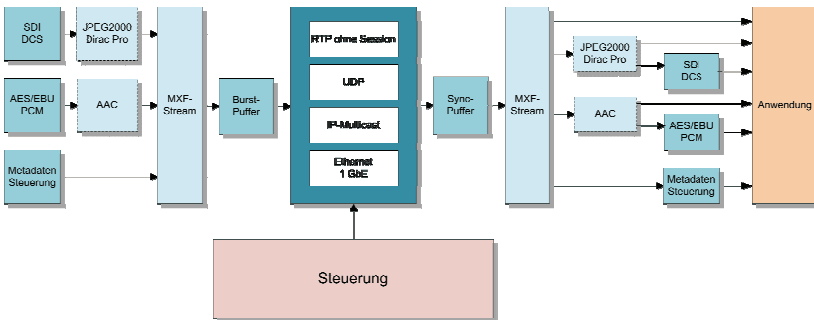 SDI
DCS
JPEG2000
Dirac Pro
AES/EBU
PCM
AAC
Metadaten
Steuerung
MXF-
Stream
Burst-
Puffer
RTP ohne Session
UDP
IP-Multicast
Ethernet
1 GbE
Sync-
Puffer
MXF-
Stream
JPEG2000
Dirac Pro
SDI
DCS
AAC
AES/EBU
PCM
Metadaten
Steuerung
Anwendung
Steuerung